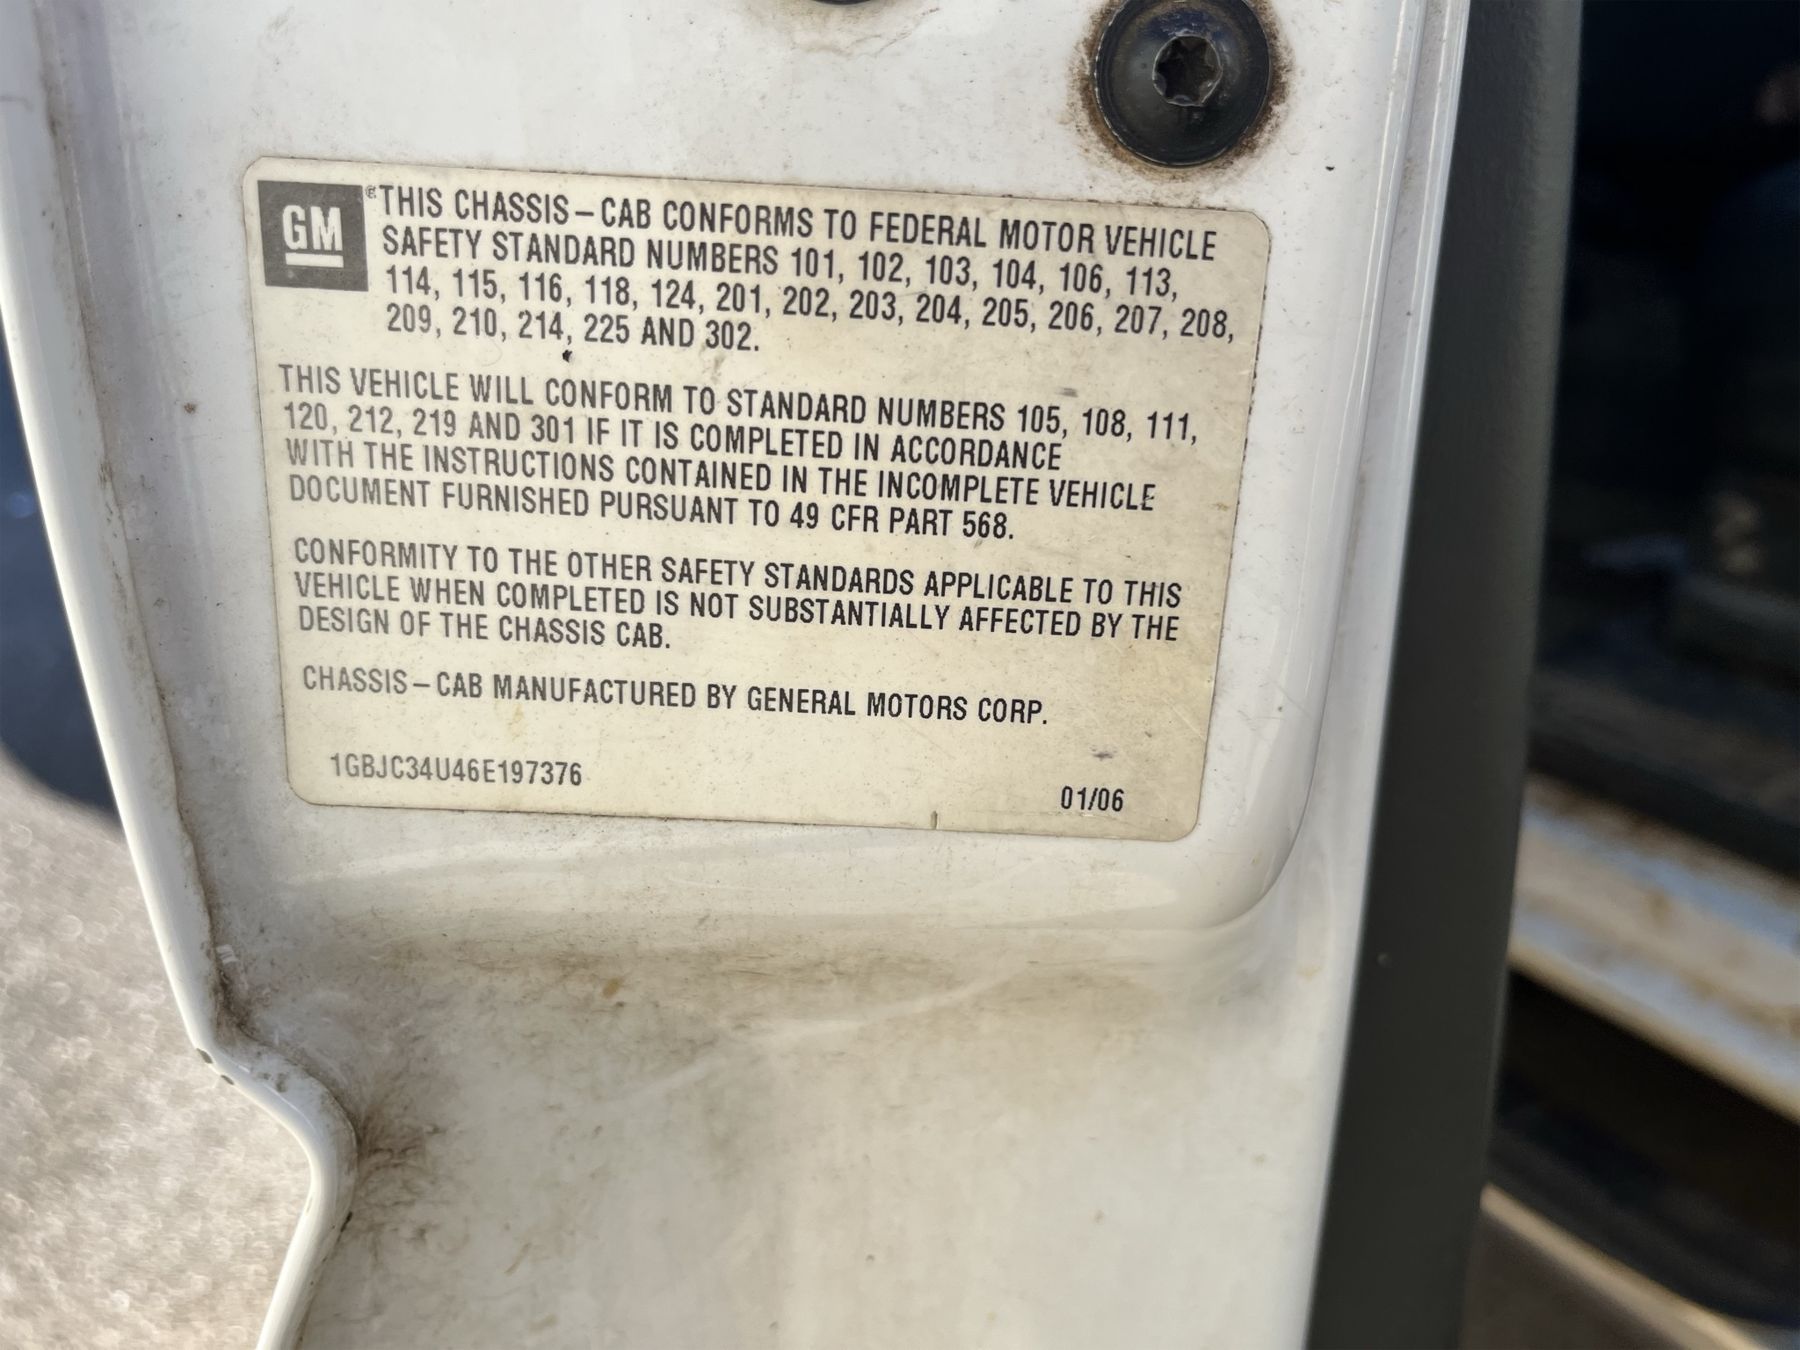 GM
® THIS CHASSIS – CAB CONFORMS TO FEDERAL MOTOR VEHICLE
SAFETY STANDARD NUMBERS 101, 102, 103, 104, 106, 113,
114, 115, 116, 118, 124, 201, 202, 203, 204, 205, 206, 207, 208,
209, 210, 214, 225 AND 302.
THIS VEHICLE WILL CONFORM TO STANDARD NUMBERS 105, 108, 111,
120, 212, 219 AND 301 IF IT IS COMPLETED IN ACCORDANCE
WITH THE INSTRUCTIONS CONTAINED IN THE INCOMPLETE VEHICLE
DOCUMENT FURNISHED PURSUANT TO 49 CFR PART 568.
CONFORMITY TO THE OTHER SAFETY STANDARDS APPLICABLE TO THIS
VEHICLE WHEN COMPLETED IS NOT SUBSTANTIALLY AFFECTED BY THE
DESIGN OF THE CHASSIS CAB.
CHASSIS – CAB MANUFACTURED BY GENERAL MOTORS CORP.
1GBJC34U46E197376
01/06